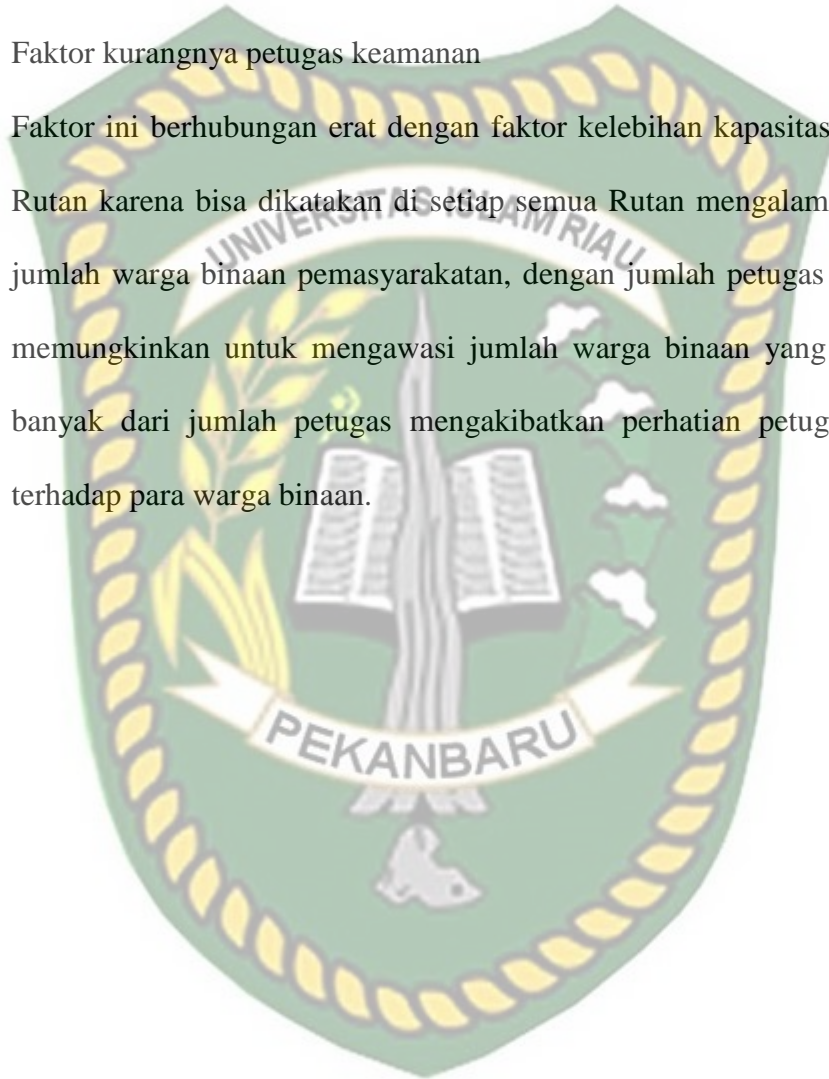 Faktor kurangnya petugas keamanan
Faktor ini berhubungan erat dengan faktor kelebihan kapasitas
UNIVERSITAS ISLAM RIAU
Rutan karena bisa dikatakan di setiap semua Rutan mengalam
jumlah warga binaan pemasyarakatan, dengan jumlah petugas
memungkinkan untuk mengawasi jumlah warga binaan yang
banyak dari jumlah petugas mengakibatkan perhatian petug
terhadap para warga binaan.
PEKANBARU